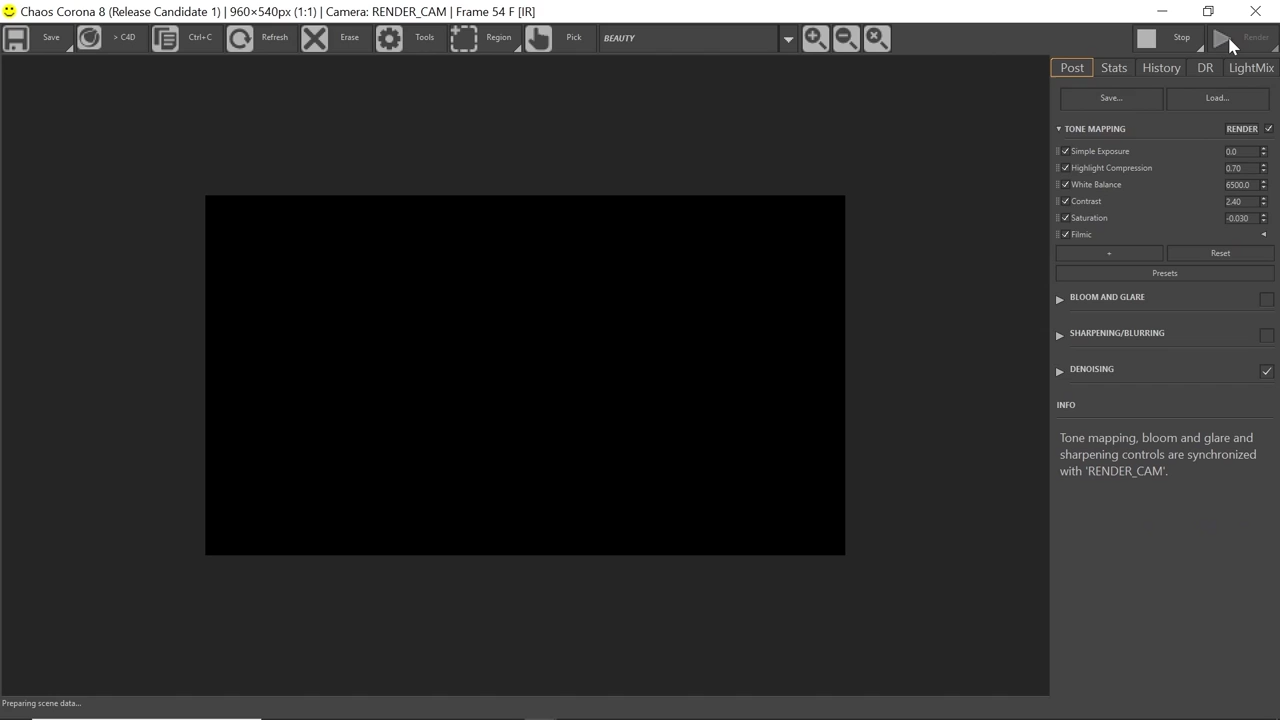 Chaos Corona 8 (Release Candidate 1) | 960×540px (1:1) | Camera: RENDER_CAM | Frame 54 F [IR]
Save > C4D Ctrl+C Refresh Erase Tools Region Pick BEAUTY Stop Render
Post Stats History DR LightMix
Save... Load...
TONE MAPPING RENDER
Simple Exposure 0.0
Highlight Compression 0.70
White Balance 6500.0
Contrast 2.40
Saturation -0.030
Filmic
+ Reset
Presets
BLOOM AND GLARE
SHARPENING/BLURRING
DENOISING
INFO
Tone mapping, bloom and glare and
sharpening controls are synchronized
with 'RENDER_CAM'.
Preparing scene data...